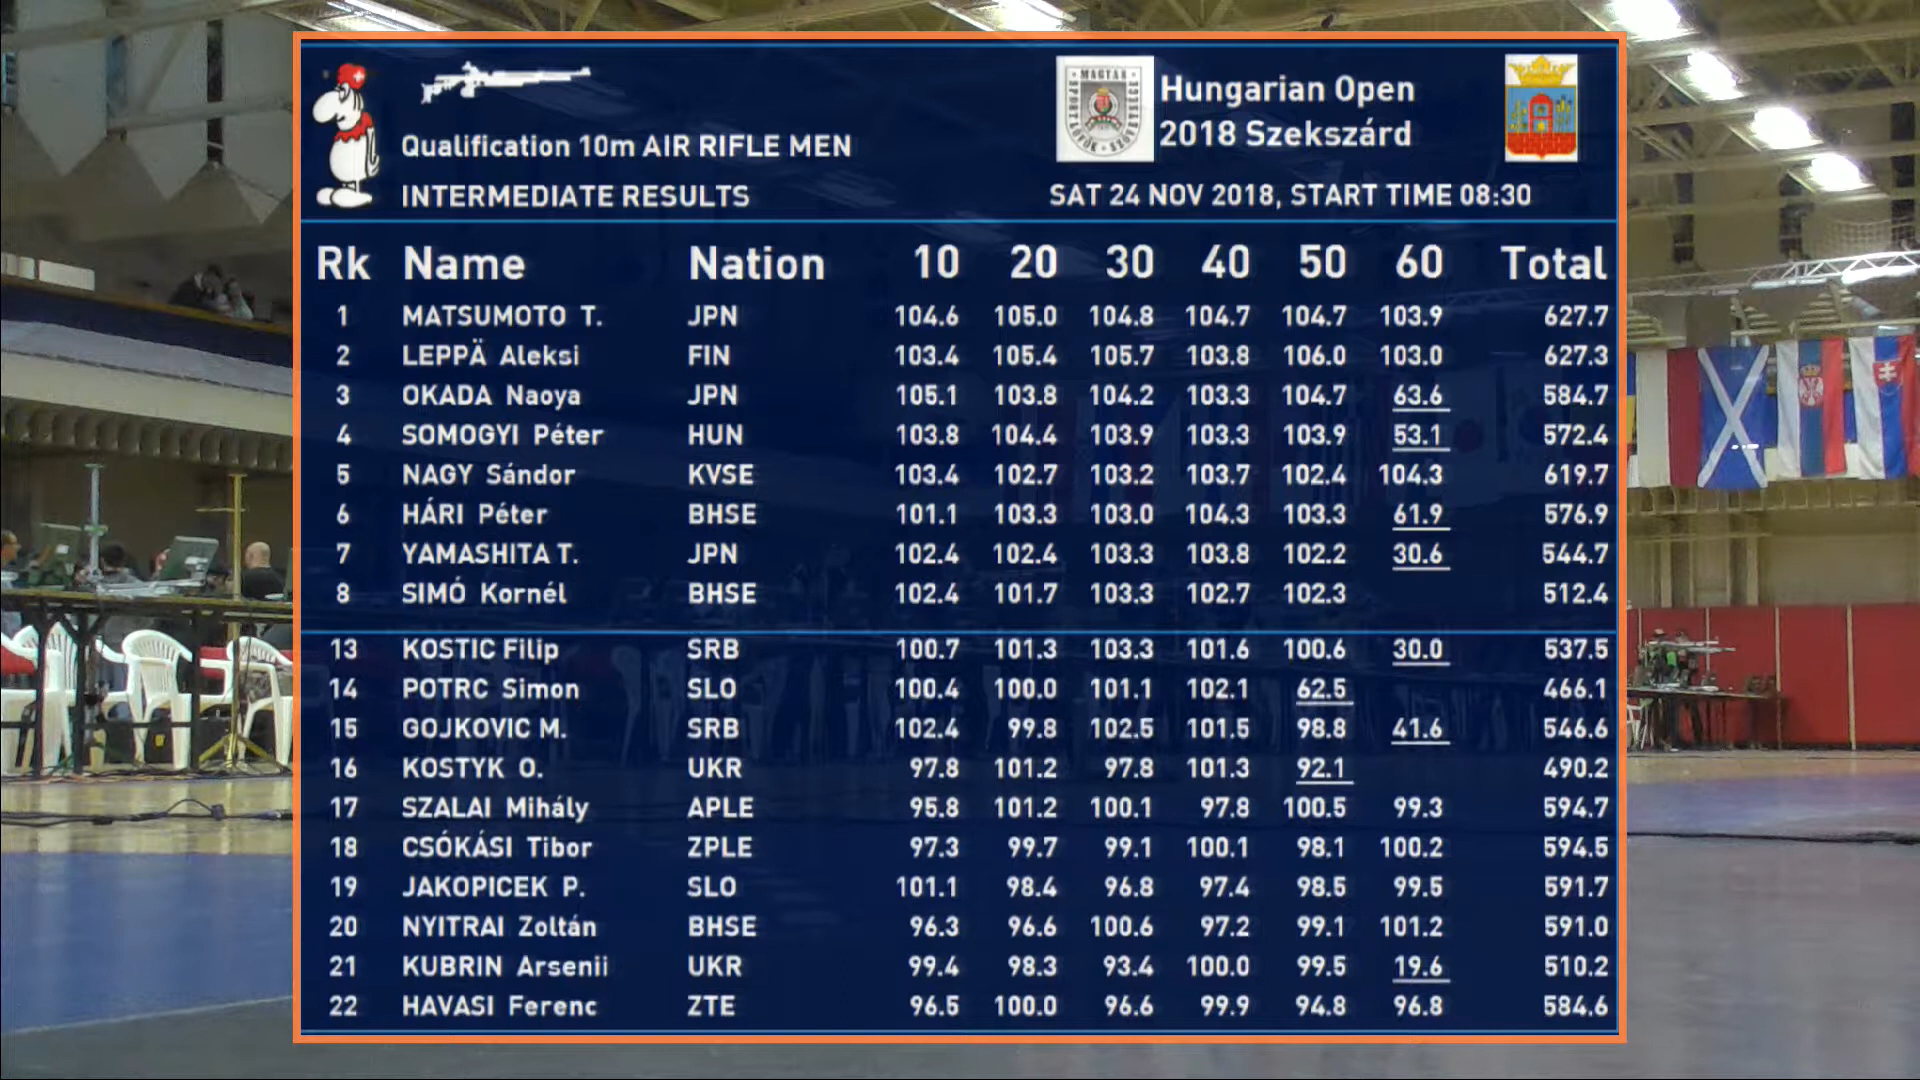 MAGYAR SPORTLÖVŐK SZÖVETSÉGE
Hungarian Open
2018 Szekszárd
Qualification 10m AIR RIFLE MEN
INTERMEDIATE RESULTS
SAT 24 NOV 2018, START TIME 08:30
Rk Name Nation 10 20 30 40 50 60 Total
1 MATSUMOTO T. JPN 104.6 105.0 104.8 104.7 104.7 103.9 627.7
2 LEPPÄ Aleksi FIN 103.4 105.4 105.7 103.8 106.0 103.0 627.3
3 OKADA Naoya JPN 105.1 103.8 104.2 103.3 104.7 63.6 584.7
4 SOMOGYI Péter HUN 103.8 104.4 103.9 103.3 103.9 53.1 572.4
5 NAGY Sándor KVSE 103.4 102.7 103.2 103.7 102.4 104.3 619.7
6 HÁRI Péter BHSE 101.1 103.3 103.0 104.3 103.3 61.9 576.9
7 YAMASHITA T. JPN 102.4 102.4 103.3 103.8 102.2 30.6 544.7
8 SIMÓ Kornél BHSE 102.4 101.7 103.3 102.7 102.3 512.4
13 KOSTIC Filip SRB 100.7 101.3 103.3 101.6 100.6 30.0 537.5
14 POTRC Simon SLO 100.4 100.0 101.1 102.1 62.5 466.1
15 GOJKOVIC M. SRB 102.4 99.8 102.5 101.5 98.8 41.6 546.6
16 KOSTYK O. UKR 97.8 101.2 97.8 101.3 92.1 490.2
17 SZALAI Mihály APLE 95.8 101.2 100.1 97.8 100.5 99.3 594.7
18 CSÓKÁSI Tibor ZPLE 97.3 99.7 99.1 100.1 98.1 100.2 594.5
19 JAKOPICEK P. SLO 101.1 98.4 96.8 97.4 98.5 99.5 591.7
20 NYITRAI Zoltán BHSE 96.3 96.6 100.6 97.2 99.1 101.2 591.0
21 KUBRIN Arsenii UKR 99.4 98.3 93.4 100.0 99.5 19.6 510.2
22 HAVASI Ferenc ZTE 96.5 100.0 96.6 99.9 94.8 96.8 584.6